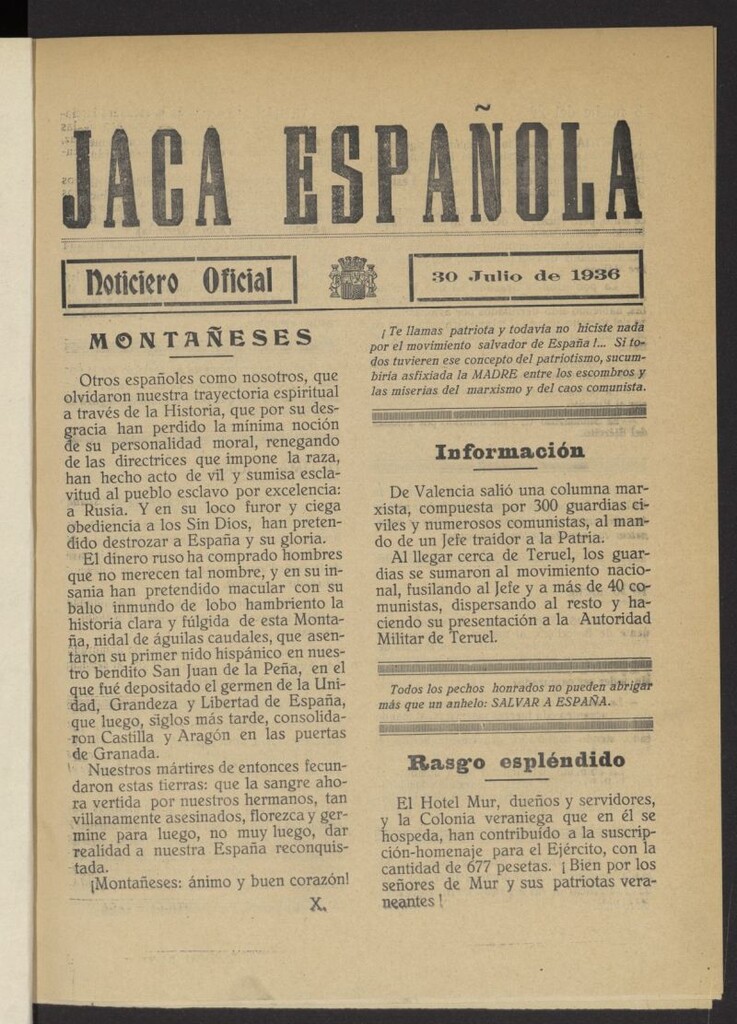 JACA ESPAÑOLA
Noticiero Oficial
30 Julio de 1936
MONTAÑESES
Otros españoles como nosotros, que
olvidaron nuestra trayectoria espiritual
a través de la Historia, que por su des-
gracia han perdido la mínima noción
de su personalidad moral, renegando
de las directrices que impone la raza,
han hecho acto de vil y sumisa escla-
vitud al pueblo esclavo por excelencia:
a Rusia. Y en su loco furor y ciega
obediencia a los Sin Dios, han preten-
dido destrozar a España y su gloria.
El dinero ruso ha comprado hombres
que no merecen tal nombre, y en su in-
sania han pretendido macular con su
balio inmundo de lobo hambriento la
historia clara y fúlgida de esta Monta-
ña, nidal de águilas caudales, que asen-
taron su primer nido hispánico en nues-
tro bendito San Juan de la Peña, en el
que fué depositado el germen de la Uni-
dad, Grandeza y Libertad de España,
que luego, siglos más tarde, consolida-
ron Castilla y Aragón en las puertas
de Granada.
Nuestros mártires de entonces fecun-
daron estas tierras: que la sangre aho-
ra vertida por nuestros hermanos, tan
villanamente asesinados, florezca y ger-
mine para luego, no muy luego, dar
realidad a nuestra España reconquis-
tada.
¡Montañeses: ánimo y buen corazón!
X.
¡Te llamas patriota y todavía no hiciste nada
por el movimiento salvador de España!... Si to-
dos tuvieren ese concepto del patriotismo, sucum-
biría asfixiada la MADRE entre los escombros y
las miserias del marxismo y del caos comunista.
Información
De Valencia salió una columna mar-
xista, compuesta por 300 guardias ci-
viles y numerosos comunistas, al man-
do de un Jefe traidor a la Patria.
Al llegar cerca de Teruel, los guar-
dias se sumaron al movimiento nacio-
nal, fusilando al Jefe y a más de 40 co-
munistas, dispersando al resto y ha-
ciendo su presentación a la Autoridad
Militar de Teruel.
Todos los pechos honrados no pueden abrigar
más que un anhelo: SALVAR A ESPAÑA.
Rasgo espléndido
El Hotel Mur, dueños y servidores,
y la Colonia veraniega que en él se
hospeda, han contribuído a la suscrip-
ción-homenaje para el Ejército, con la
cantidad de 677 pesetas. ¡Bien por los
señores de Mur y sus patriotas vera-
neantes!